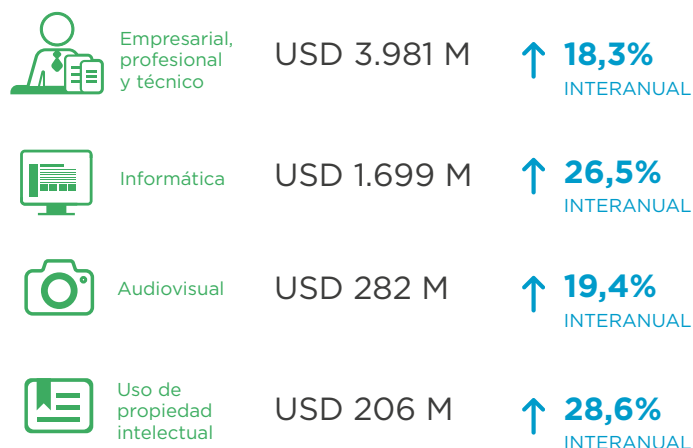 Empresarial,
profesional
y técnico
USD 3.981 M
18,3%
INTERANUAL
Informática
USD 1.699 M
26,5%
INTERANUAL
Audiovisual
USD 282 M
19,4%
INTERANUAL
Uso de
propiedad
intelectual
USD 206 M
28,6%
INTERANUAL